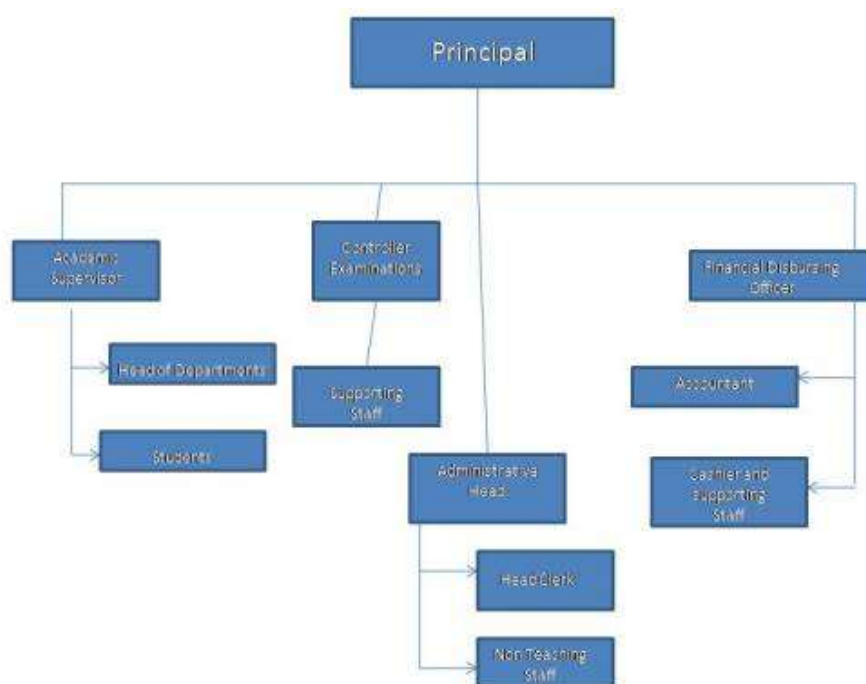 Principal
Academic
Supervisor
Controller
Examinations
Financial Disbursing
Officer
Head of Departments
Supporting
Staff
Accountant
Students
Administrative
Head
Cashier and
supporting
Staff
Head Clerk
Non Teaching
Staff